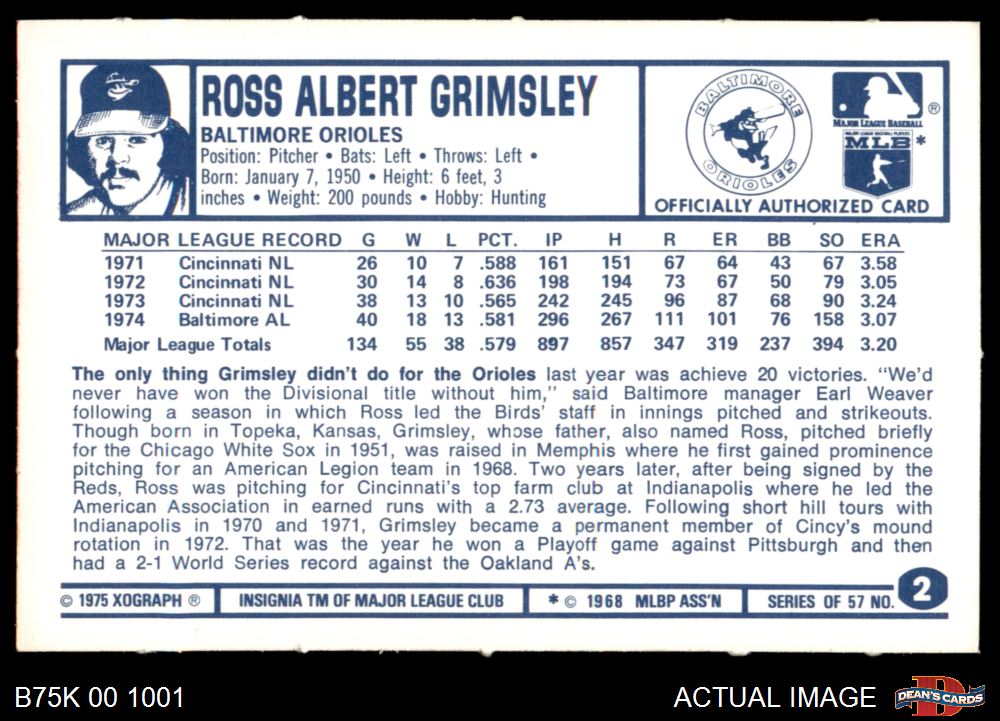 ROSS ALBERT GRIMSLEY
BALTIMORE ORIOLES
Position: Pitcher • Bats: Left • Throws: Left •
Born: January 7, 1950 • Height: 6 feet, 3
inches • Weight: 200 pounds • Hobby: Hunting
BALTIMORE
ORIOLES
®
MAJOR LEAGUE BASEBALL
MAJOR LEAGUE BASEBALL PLAYERS
MLB *
OFFICIALLY AUTHORIZED CARD
MAJOR LEAGUE RECORD G W L PCT. IP H R ER BB SO ERA
1971 Cincinnati NL 26 10 7 .588 161 151 67 64 43 67 3.58
1972 Cincinnati NL 30 14 8 .636 198 194 73 67 50 79 3.05
1973 Cincinnati NL 38 13 10 .565 242 245 96 87 68 90 3.24
1974 Baltimore AL 40 18 13 .581 296 267 111 101 76 158 3.07
Major League Totals 134 55 38 .579 897 857 347 319 237 394 3.20
The only thing Grimsley didn't do for the Orioles last year was achieve 20 victories. "We'd
never have won the Divisional title without him," said Baltimore manager Earl Weaver
following a season in which Ross led the Birds' staff in innings pitched and strikeouts.
Though born in Topeka, Kansas, Grimsley, whose father, also named Ross, pitched briefly
for the Chicago White Sox in 1951, was raised in Memphis where he first gained prominence
pitching for an American Legion team in 1968. Two years later, after being signed by the
Reds, Ross was pitching for Cincinnati's top farm club at Indianapolis where he led the
American Association in earned runs with a 2.73 average. Following short hill tours with
Indianapolis in 1970 and 1971, Grimsley became a permanent member of Cincy's mound
rotation in 1972. That was the year he won a Playoff game against Pittsburgh and then
had a 2-1 World Series record against the Oakland A's.
© 1975 XOGRAPH ® INSIGNIA TM OF MAJOR LEAGUE CLUB * © 1968 MLBP ASS'N SERIES OF 57 NO. 2
B75K 00 1001 ACTUAL IMAGE DEAN'S CARDS